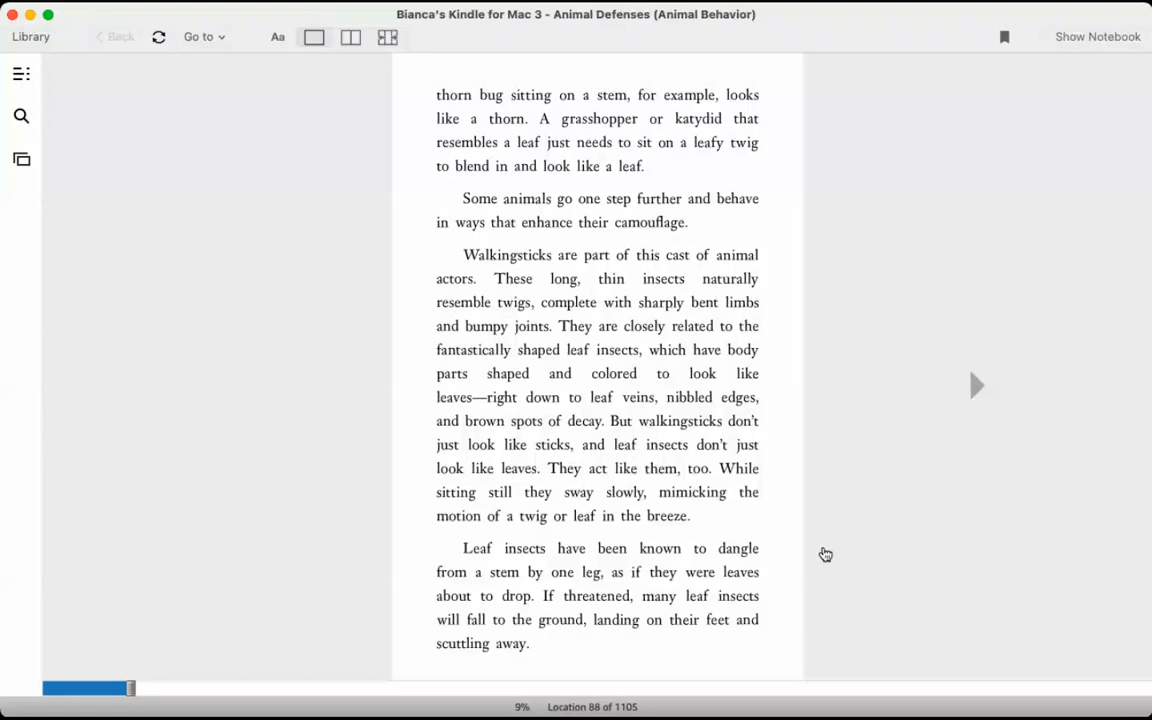 Bianca's Kindle for Mac 3 - Animal Defenses (Animal Behavior)
Library
Back
Go to
Aa
Show Notebook
thorn bug sitting on a stem, for example, looks
like a thorn. A grasshopper or katydid that
resembles a leaf just needs to sit on a leafy twig
to blend in and look like a leaf.
Some animals go one step further and behave
in ways that enhance their camouflage.
Walkingsticks are part of this cast of animal
actors. These long, thin insects naturally
resemble twigs, complete with sharply bent limbs
and bumpy joints. They are closely related to the
fantastically shaped leaf insects, which have body
parts shaped and colored to look like
leaves—right down to leaf veins, nibbled edges,
and brown spots of decay. But walkingsticks don't
just look like sticks, and leaf insects don't just
look like leaves. They act like them, too. While
sitting still they sway slowly, mimicking the
motion of a twig or leaf in the breeze.
Leaf insects have been known to dangle
from a stem by one leg, as if they were leaves
about to drop. If threatened, many leaf insects
will fall to the ground, landing on their feet and
scuttling away.
9% Location 88 of 1105